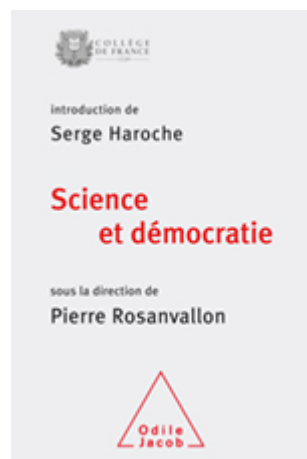 COLLÈGE
DE FRANCE
introduction de
Serge Haroche
Science
et démocratie
sous la direction de
Pierre Rosanvallon
Odile
Jacob